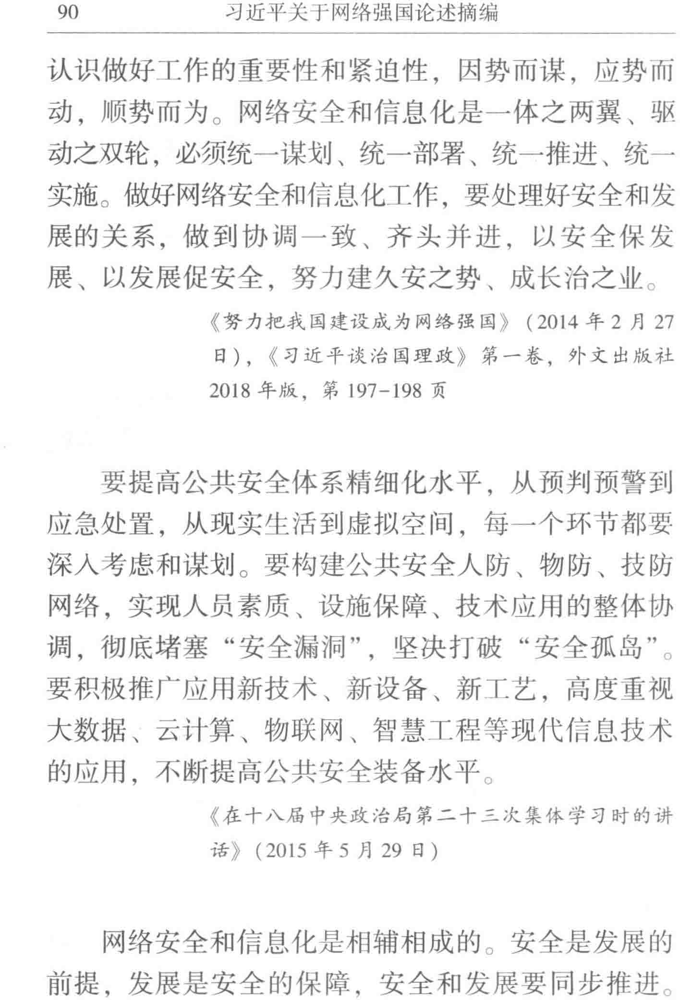 90 习近平关于网络强国论述摘编
认识做好工作的重要性和紧迫性，因势而谋，应势而
动，顺势而为。网络安全和信息化是一体之两翼、驱
动之双轮，必须统一谋划、统一部署、统一推进、统一
实施。做好网络安全和信息化工作，要处理好安全和发
展的关系，做到协调一致、齐头并进，以安全保发
展、以发展促安全，努力建久安之势、成长治之业。
《努力把我国建设成为网络强国》（2014 年 2 月 27
日），《习近平谈治国理政》第一卷，外文出版社
2018 年版，第 197-198 页
要提高公共安全体系精细化水平，从预判预警到
应急处置，从现实生活到虚拟空间，每一个环节都要
深入考虑和谋划。要构建公共安全人防、物防、技防
网络，实现人员素质、设施保障、技术应用的整体协
调，彻底堵塞“安全漏洞”，坚决打破“安全孤岛”。
要积极推广应用新技术、新设备、新工艺，高度重视
大数据、云计算、物联网、智慧工程等现代信息技术
的应用，不断提高公共安全装备水平。
《在十八届中央政治局第二十三次集体学习时的讲
话》（2015 年 5 月 29 日）
网络安全和信息化是相辅相成的。安全是发展的
前提，发展是安全的保障，安全和发展要同步推进。